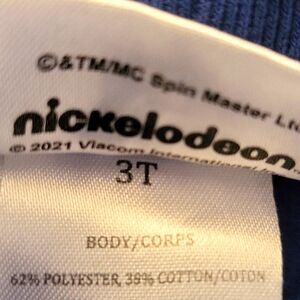 ©&TM/MC Spin Master Ltd
nickelodeon
© 2021 Viacom International
3T
BODY/CORPS
62% POLYESTER, 38% COTTON/COTON